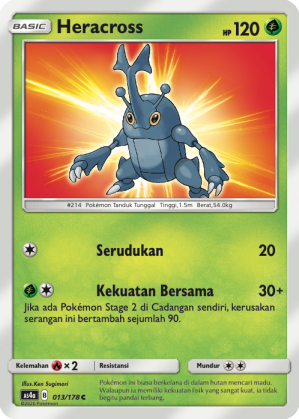 BASIC Heracross HP 120
#214 Pokémon Tanduk Tunggal Tinggi,1.5m Berat,54.0kg
Serudukan 20
Kekuatan Bersama 30+
Jika ada Pokémon Stage 2 di Cadangan sendiri, kerusakan
serangan ini bertambah sejumlah 90.
Kelemahan ×2 Resistansi Mundur
Illus.Ken Sugimori
Pokémon ini biasa berkelana di dalam hutan mencari madu.
Walaupun ia memiliki kekuatan fisik yang sangat kuat,
Pokémon ini tidak suka bertarung.
013/178 C